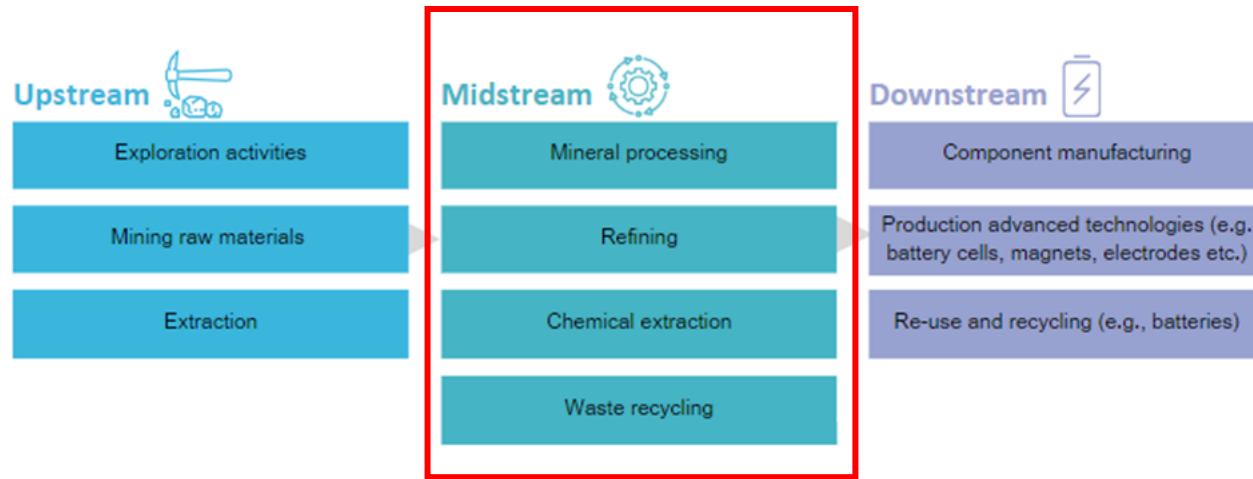 Upstream
Exploration activities
Mining raw materials
Extraction
Midstream
Mineral processing
Refining
Chemical extraction
Waste recycling
Downstream
Component manufacturing
Production advanced technologies (e.g.
battery cells, magnets, electrodes etc.)
Re-use and recycling (e.g., batteries)